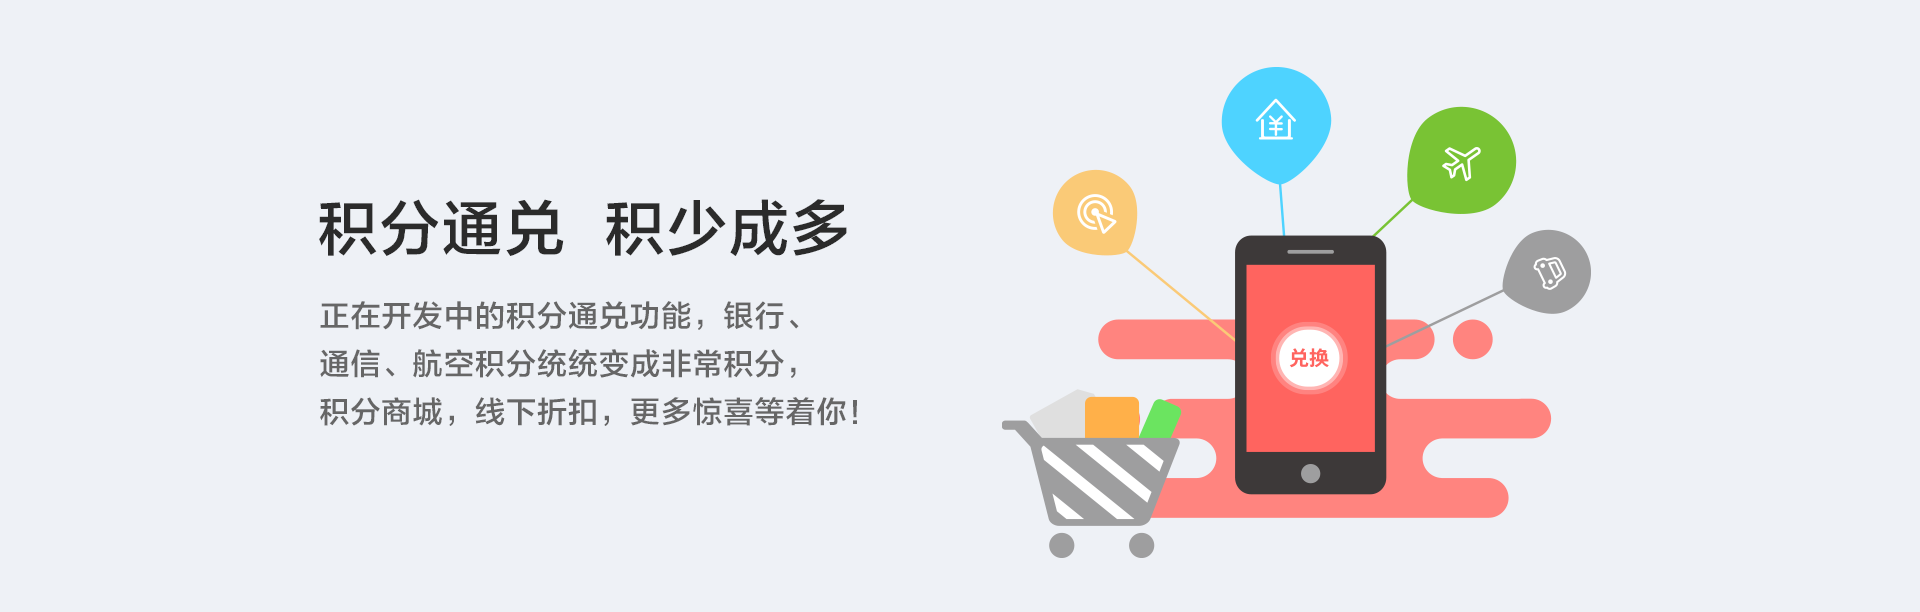 积分通兑 积少成多
正在开发中的积分通兑功能，银行、
通信、航空积分统统变成非常积分，
积分商城，线下折扣，更多惊喜等着你！
兑换